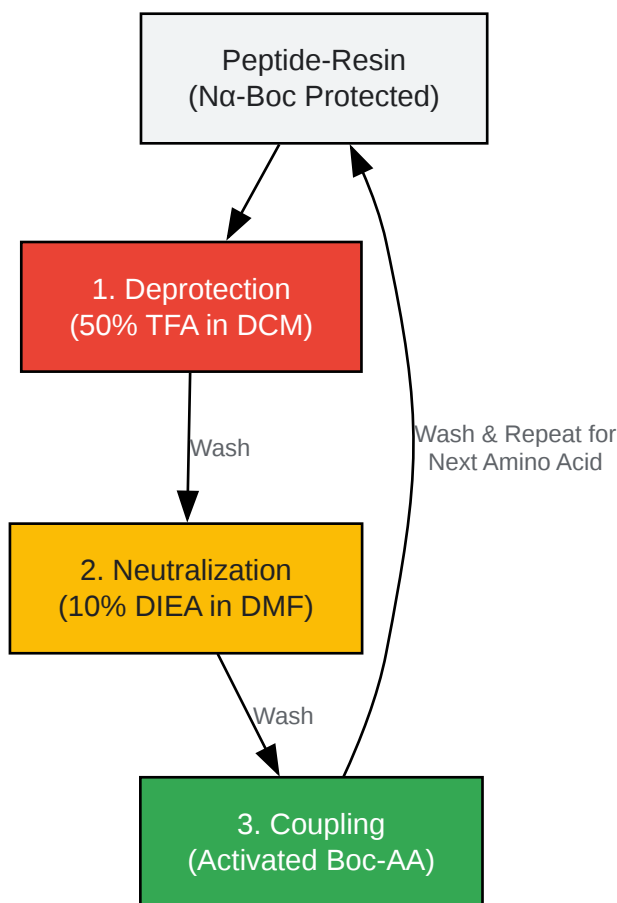 Peptide-Resin
(Nα-Boc Protected)
1. Deprotection
(50% TFA in DCM)
Wash
Wash & Repeat for
Next Amino Acid
2. Neutralization
(10% DIEA in DMF)
Wash
3. Coupling
(Activated Boc-AA)